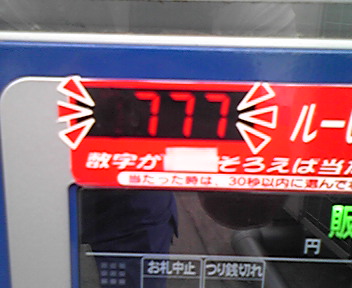 777
ルー
数字が そろえば当
当たった時は、30秒以内に選んで
販
円
お札中止 つり銭切れ